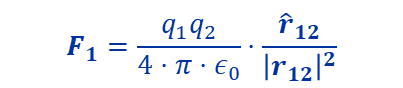 F₁ = q₁q₂ / (4 · π · ϵ₀) · r̂₁₂ / |r₁₂|²